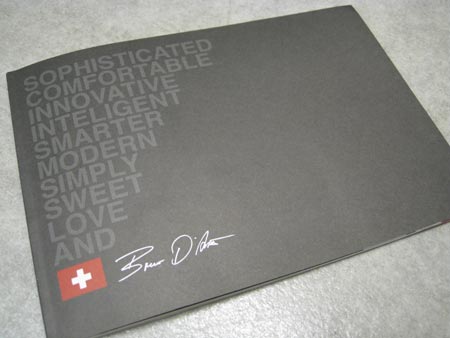 SOPHISTICATED
COMFORTABLE
INNOVATIVE
INTELIGENT
SMARTER
MODERN
SIMPLY
SWEET
LOVE
AND